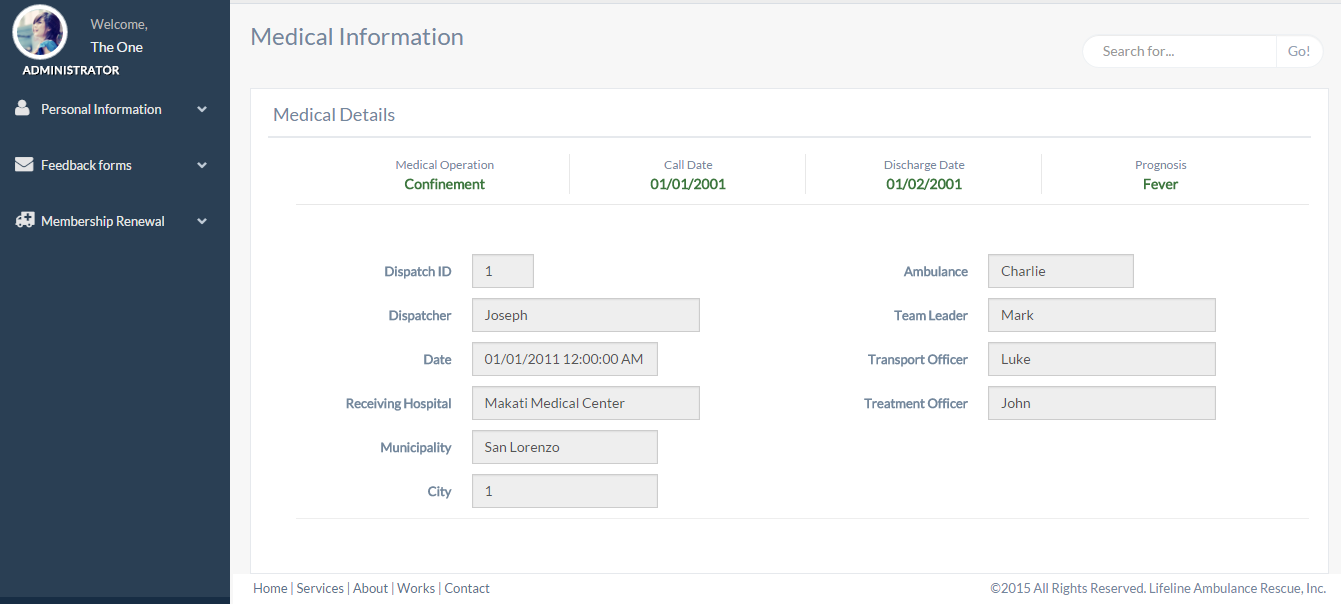 Welcome,
The One
ADMINISTRATOR
Personal Information
Feedback forms
Membership Renewal
Medical Information
Search for... Go!
Medical Details
Medical Operation Call Date Discharge Date Prognosis
Confinement 01/01/2001 01/02/2001 Fever
Dispatch ID 1 Ambulance Charlie
Dispatcher Joseph Team Leader Mark
Date 01/01/2011 12:00:00 AM Transport Officer Luke
Receiving Hospital Makati Medical Center Treatment Officer John
Municipality San Lorenzo
City 1
Home | Services | About | Works | Contact ©2015 All Rights Reserved. Lifeline Ambulance Rescue, Inc.